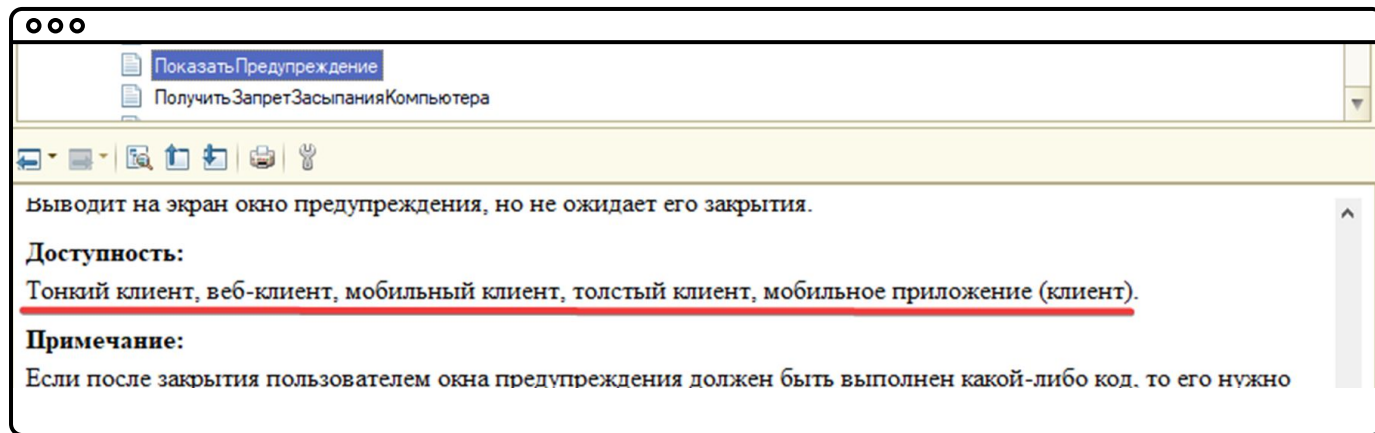 ПоказатьПредупреждение
ПолучитьЗапретЗасыпанияКомпьютера
Выводит на экран окно предупреждения, но не ожидает его закрытия.
Доступность:
Тонкий клиент, веб-клиент, мобильный клиент, толстый клиент, мобильное приложение (клиент).
Примечание:
Если после закрытия пользователем окна предупреждения должен быть выполнен какой-либо код, то его нужно